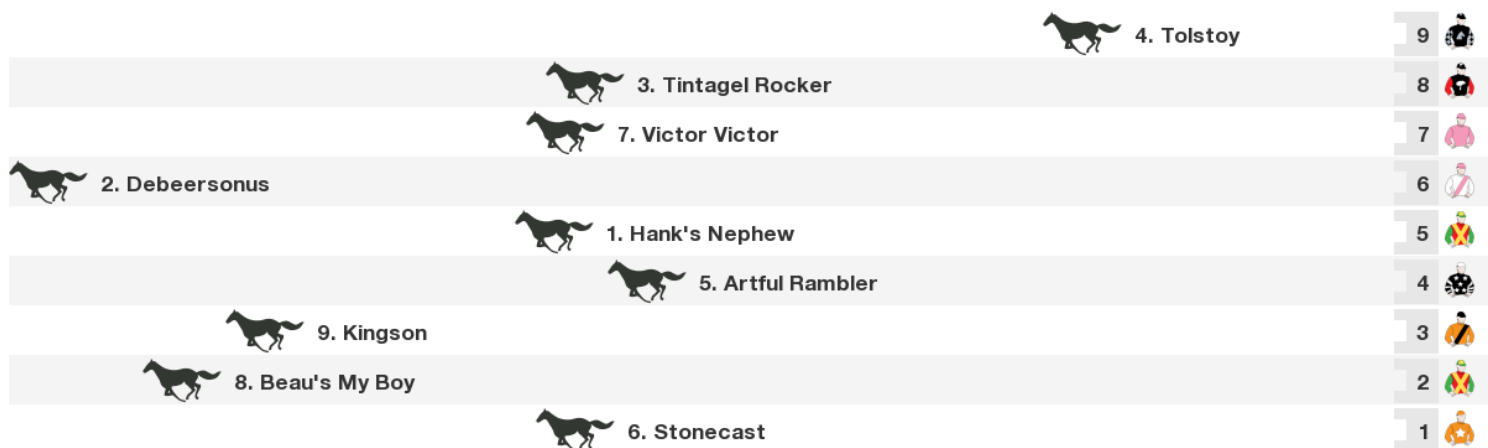 4. Tolstoy 9
3. Tintagel Rocker 8
7. Victor Victor 7
2. Debeersonus 6
1. Hank's Nephew 5
5. Artful Rambler 4
9. Kingson 3
8. Beau's My Boy 2
6. Stonecast 1